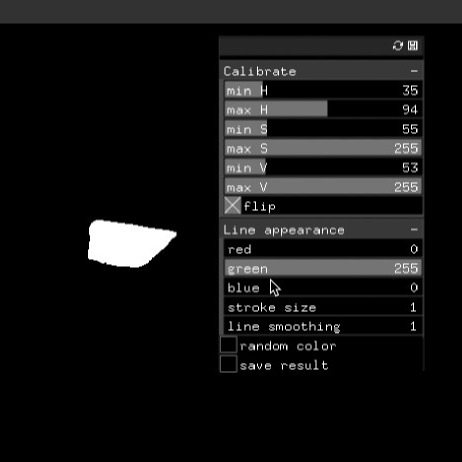 Calibrate −
min H 35
max H 94
min S 55
max S 255
min V 53
max V 255
flip
Line appearance −
red 0
green 255
blue 0
stroke size 1
line smoothing 1
random color
save result